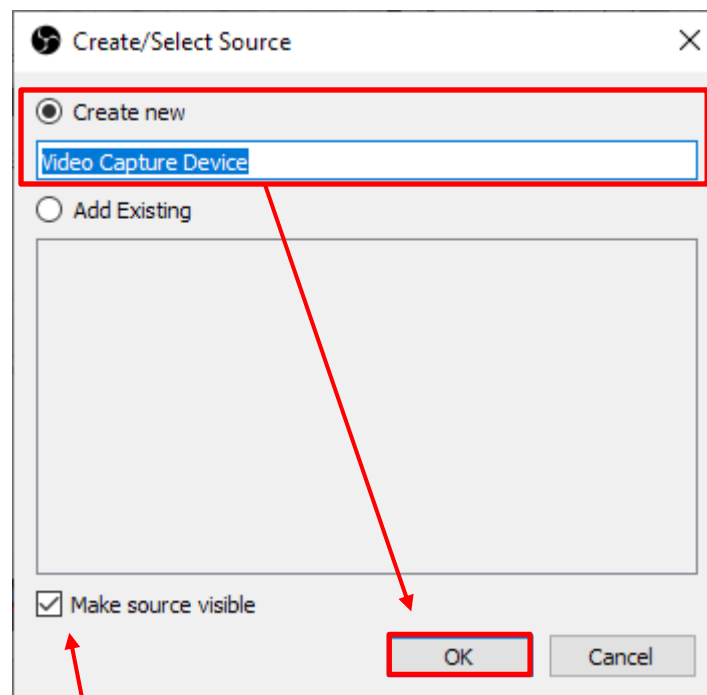 Create/Select Source
Create new
Video Capture Device
Add Existing
Make source visible
OK Cancel